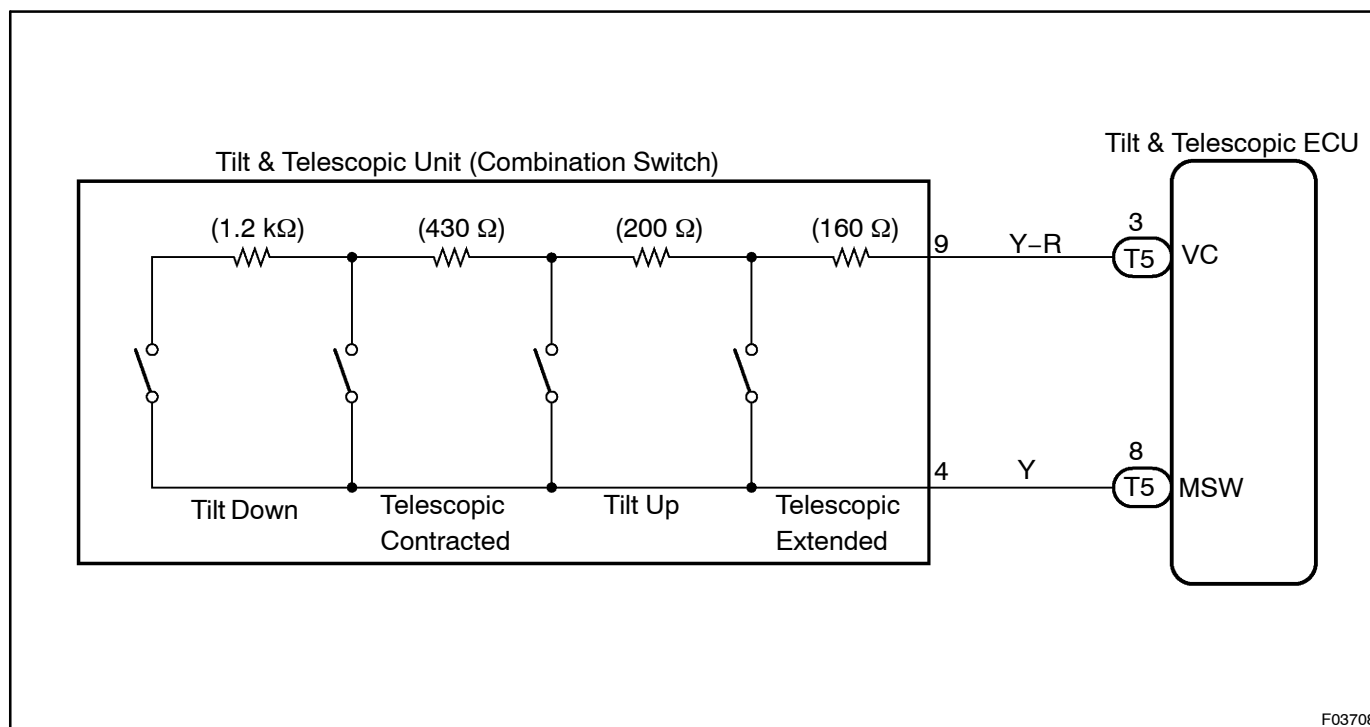 Tilt & Telescopic ECU
Tilt & Telescopic Unit (Combination Switch)
(1.2 kΩ)
(430 Ω)
(200 Ω)
(160 Ω)
9
Y−R
3
T5
VC
4
Y
8
T5
MSW
Tilt Down
Telescopic
Contracted
Tilt Up
Telescopic
Extended